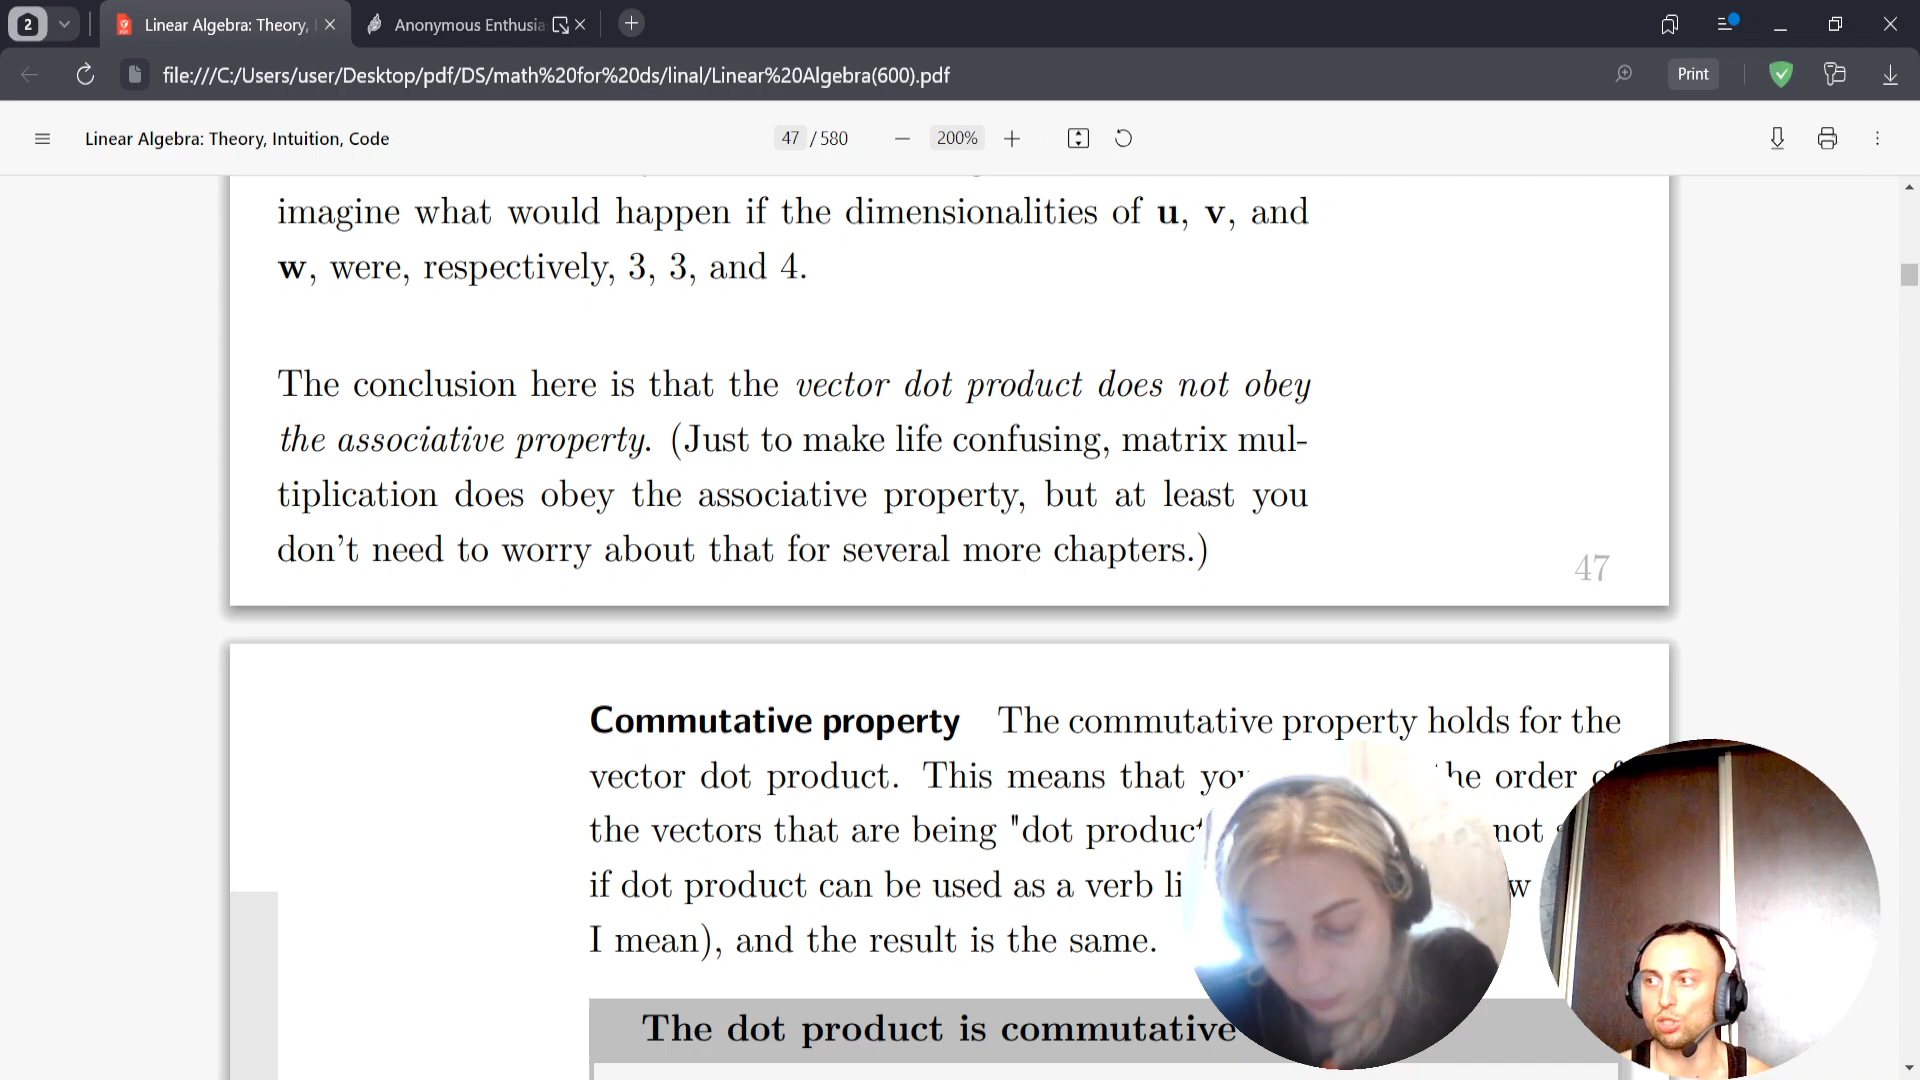 2
Linear Algebra: Theory,
Anonymous Enthusia
file:///C:/Users/user/Desktop/pdf/DS/math%20for%20ds/linal/Linear%20Algebra(600).pdf
Print
Linear Algebra: Theory, Intuition, Code
47 / 580
200%
imagine what would happen if the dimensionalities of u, v, and
w, were, respectively, 3, 3, and 4.
The conclusion here is that the vector dot product does not obey
the associative property. (Just to make life confusing, matrix mul-
tiplication does obey the associative property, but at least you
don't need to worry about that for several more chapters.)
47
Commutative property The commutative property holds for the
vector dot product. This means that you the order of
the vectors that are being "dot product not
if dot product can be used as a verb
I mean), and the result is the same.
The dot product is commutative